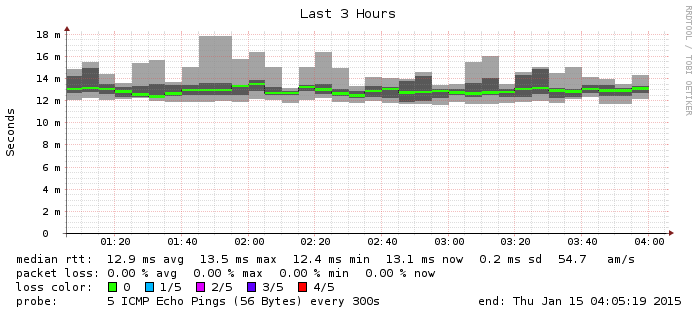 Last 3 Hours
RRDTOOL / TOBI OETIKER
Seconds
18 m
16 m
14 m
12 m
10 m
8 m
6 m
4 m
2 m
0
01:20 01:40 02:00 02:20 02:40 03:00 03:20 03:40 04:00
median rtt: 12.9 ms avg 13.5 ms max 12.4 ms min 13.1 ms now 0.2 ms sd 54.7 am/s
packet loss: 0.00 % avg 0.00 % max 0.00 % min 0.00 % now
loss color: 0 1/5 2/5 3/5 4/5
probe: 5 ICMP Echo Pings (56 Bytes) every 300s end: Thu Jan 15 04:05:19 2015